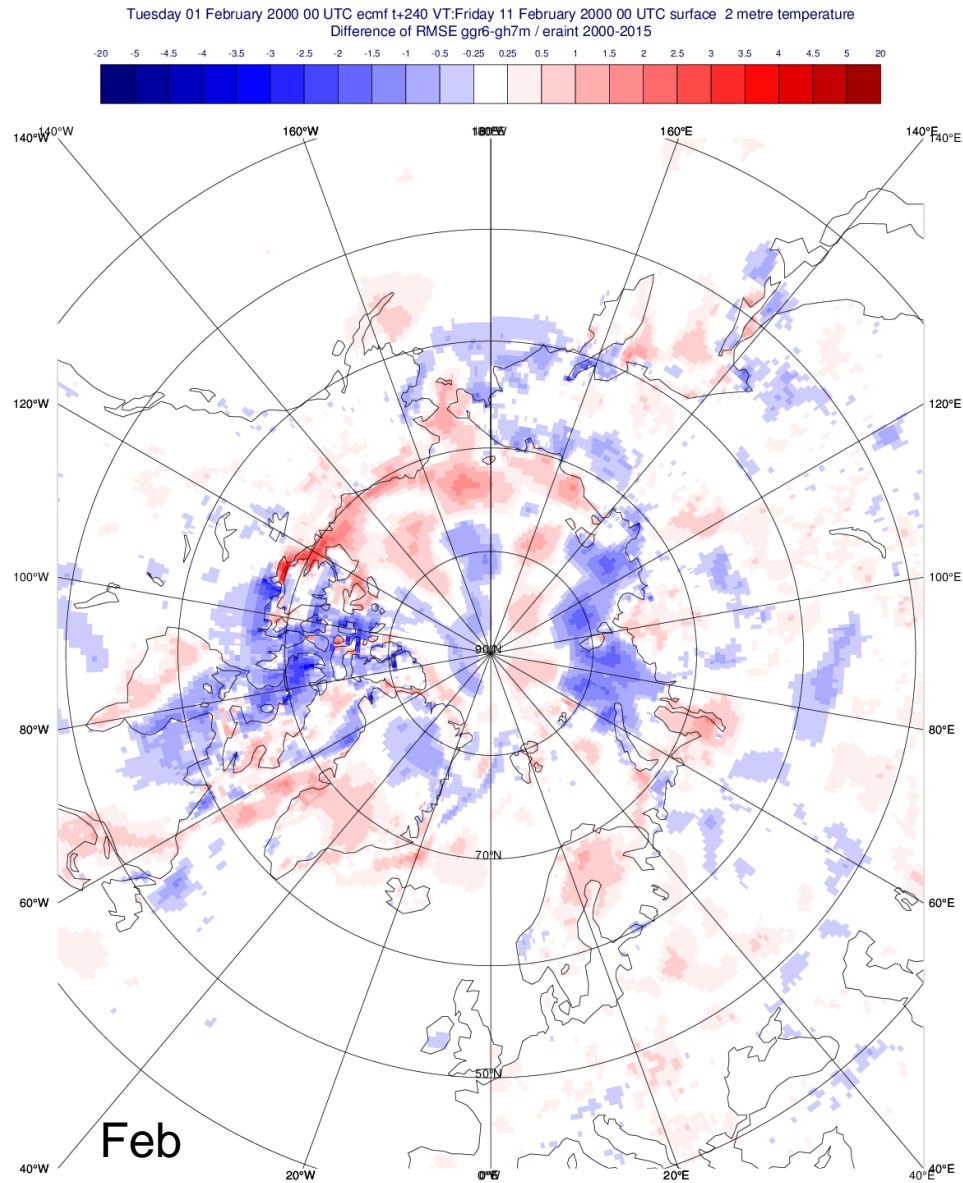 Tuesday 01 February 2000 00 UTC ecmf t+240 VT:Friday 11 February 2000 00 UTC surface 2 metre temperature
Difference of RMSE ggr6-gh7m / eraint 2000-2015
-20 -5 -4.5 -4 -3.5 -3 -2.5 -2 -1.5 -1 -0.5 -0.25 0.25 0.5 1 1.5 2 2.5 3 3.5 4 4.5 5 20
140°W 160°W 160°E 140°E
140°W 140°E
120°W 120°E
100°W 100°E
90°N
80°W 80°E
70°N
60°W 60°E
50°N
Feb
40°W 20°W 20°E 40°E